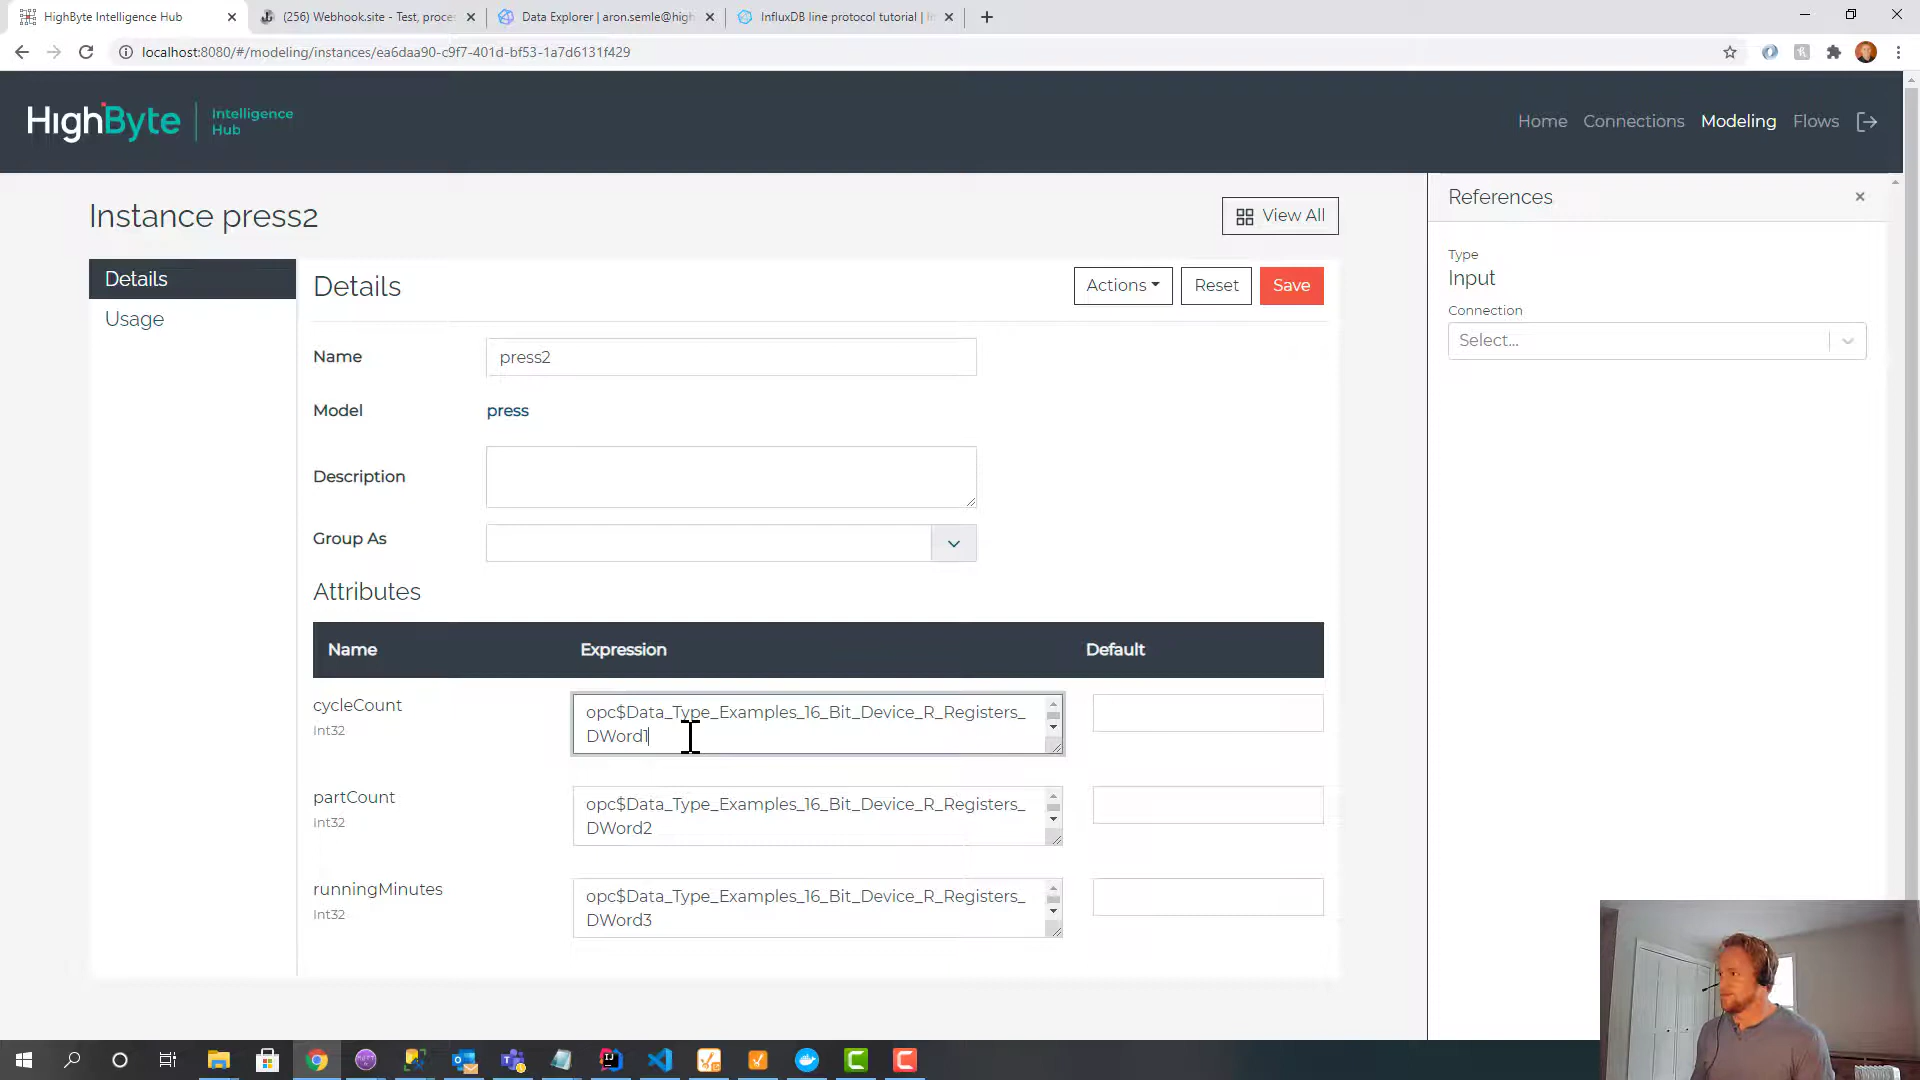 HighByte Intelligence Hub
(256) Webhook.site - Test, proce
Data Explorer | aron.semle@high
InfluxDB line protocol tutorial |
localhost:8080/#/modeling/instances/ea6daa90-c9f7-401d-bf53-1a7d6131f429
HighByte
Intelligence
Hub
Home
Connections
Modeling
Flows
Instance press2
View All
References
Type
Input
Connection
Select...
Details
Usage
Details
Actions
Reset
Save
Name
press2
Model
press
Description
Group As
Attributes
Name
Expression
Default
cycleCount
Int32
opc$Data_Type_Examples_16_Bit_Device_R_Registers_
DWord1
partCount
Int32
opc$Data_Type_Examples_16_Bit_Device_R_Registers_
DWord2
runningMinutes
Int32
opc$Data_Type_Examples_16_Bit_Device_R_Registers_
DWord3